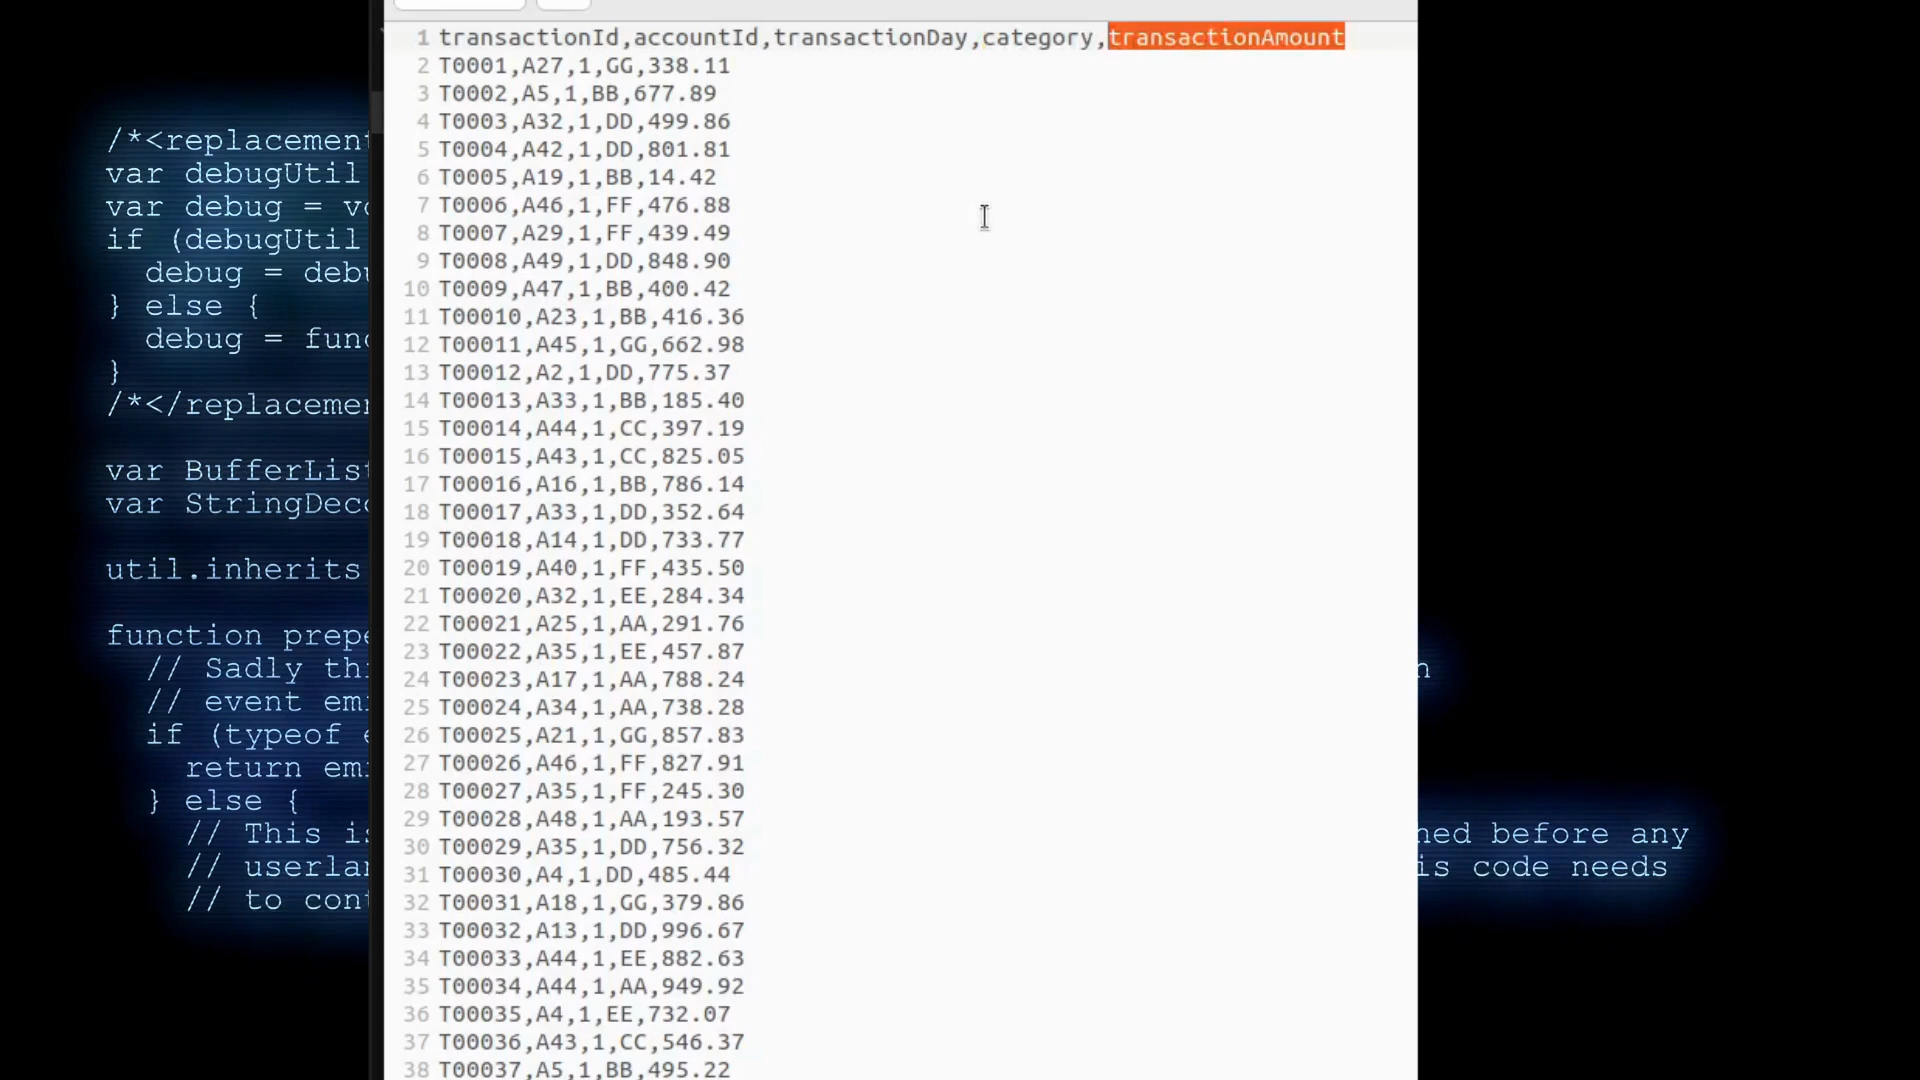 /*<replacement
var debugUtil
var debug = vo
if (debugUtil
debug = debu
} else {
debug = func
}
/*</replacemen
var BufferList
var StringDeco
util.inherits
function prepe
// Sadly thi
// event emi
if (typeof e
return emi
} else {
// This is
// userlan
// to cont
1 transactionId,accountId,transactionDay,category,transactionAmount
2 T0001,A27,1,GG,338.11
3 T0002,A5,1,BB,677.89
4 T0003,A32,1,DD,499.86
5 T0004,A42,1,DD,801.81
6 T0005,A19,1,BB,14.42
7 T0006,A46,1,FF,476.88
8 T0007,A29,1,FF,439.49
9 T0008,A49,1,DD,848.90
10 T0009,A47,1,BB,400.42
11 T00010,A23,1,BB,416.36
12 T00011,A45,1,GG,662.98
13 T00012,A2,1,DD,775.37
14 T00013,A33,1,BB,185.40
15 T00014,A44,1,CC,397.19
16 T00015,A43,1,CC,825.05
17 T00016,A16,1,BB,786.14
18 T00017,A33,1,DD,352.64
19 T00018,A14,1,DD,733.77
20 T00019,A40,1,FF,435.50
21 T00020,A32,1,EE,284.34
22 T00021,A25,1,AA,291.76
23 T00022,A35,1,EE,457.87
24 T00023,A17,1,AA,788.24
25 T00024,A34,1,AA,738.28
26 T00025,A21,1,GG,857.83
27 T00026,A46,1,FF,827.91
28 T00027,A35,1,FF,245.30
29 T00028,A48,1,AA,193.57
30 T00029,A35,1,DD,756.32
31 T00030,A4,1,DD,485.44
32 T00031,A18,1,GG,379.86
33 T00032,A13,1,DD,996.67
34 T00033,A44,1,EE,882.63
35 T00034,A44,1,AA,949.92
36 T00035,A4,1,EE,732.07
37 T00036,A43,1,CC,546.37
38 T00037,A5,1,BB,495.22
n
hed before any
is code needs